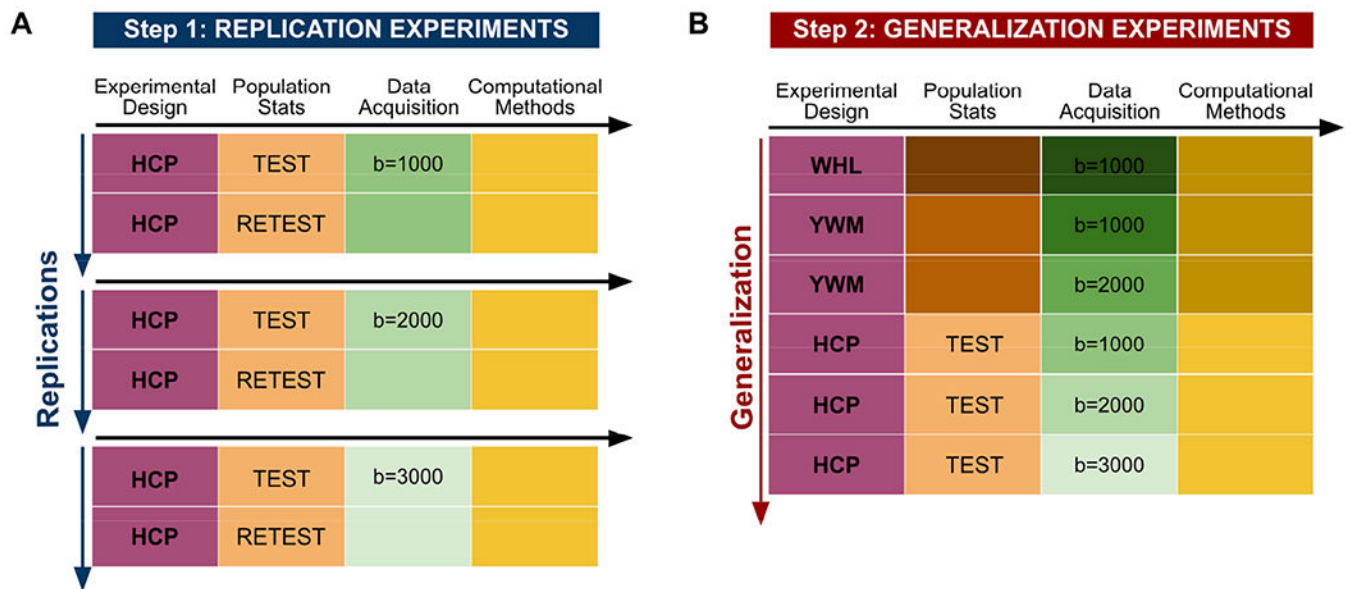 A
Step 1: REPLICATION EXPERIMENTS
Experimental Design
Population Stats
Data Acquisition
Computational Methods
Replications
HCP TEST b=1000
HCP RETEST
HCP TEST b=2000
HCP RETEST
HCP TEST b=3000
HCP RETEST
B
Step 2: GENERALIZATION EXPERIMENTS
Experimental Design
Population Stats
Data Acquisition
Computational Methods
Generalization
WHL b=1000
YWM b=1000
YWM b=2000
HCP TEST b=1000
HCP TEST b=2000
HCP TEST b=3000